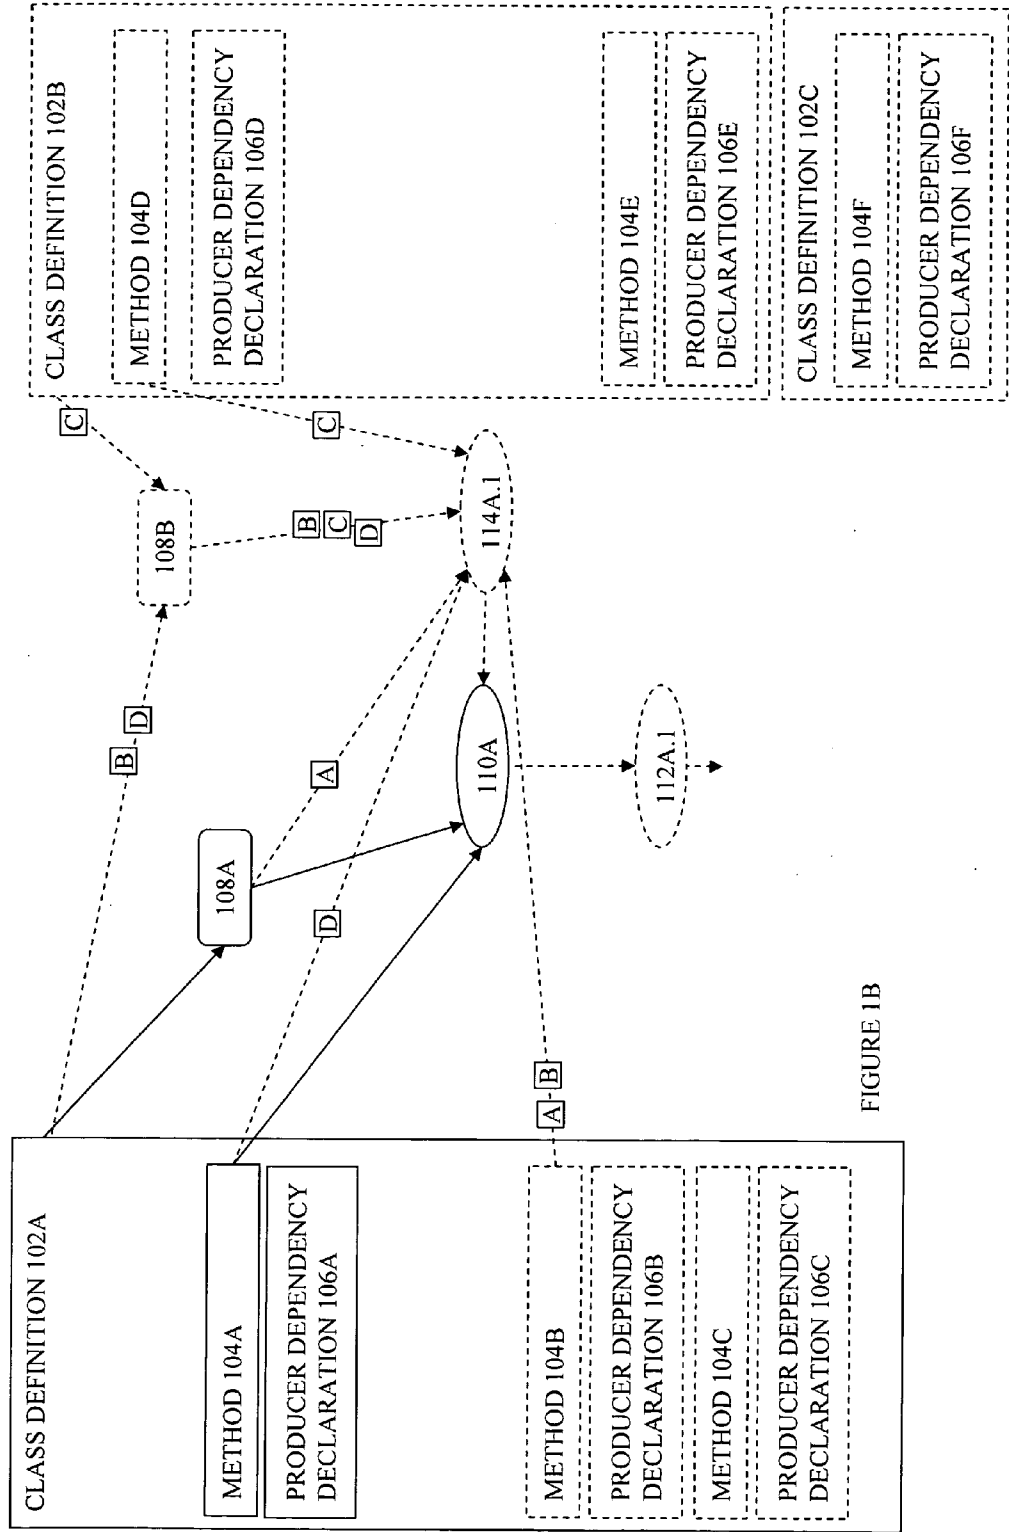 CLASS DEFINITION 102A
METHOD 104A
PRODUCER DEPENDENCY
DECLARATION 106A
METHOD 104B
PRODUCER DEPENDENCY
DECLARATION 106B
METHOD 104C
PRODUCER DEPENDENCY
DECLARATION 106C
B
D
108A
A
D
A
B
108B
C
C
B
C
D
114A.1
110A
112A.1
CLASS DEFINITION 102B
METHOD 104D
PRODUCER DEPENDENCY
DECLARATION 106D
METHOD 104E
PRODUCER DEPENDENCY
DECLARATION 106E
CLASS DEFINITION 102C
METHOD 104F
PRODUCER DEPENDENCY
DECLARATION 106F
FIGURE 1B